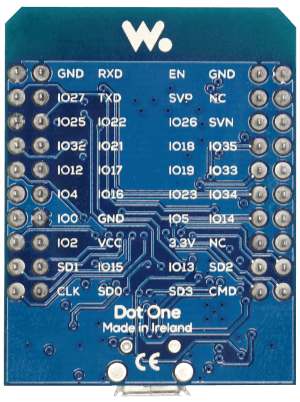 W.
GND RXD EN GND
IO27 TXD SVP NC
IO25 IO22 IO26 SVN
IO32 IO21 IO18 IO35
IO12 IO17 IO19 IO33
IO4 IO16 IO23 IO34
IO0 GND IO5 IO14
IO2 VCC 3.3V NC
SD1 IO15 IO13 SD2
CLK SD0 SD3 CMD
Dot One
Made in Ireland
CE